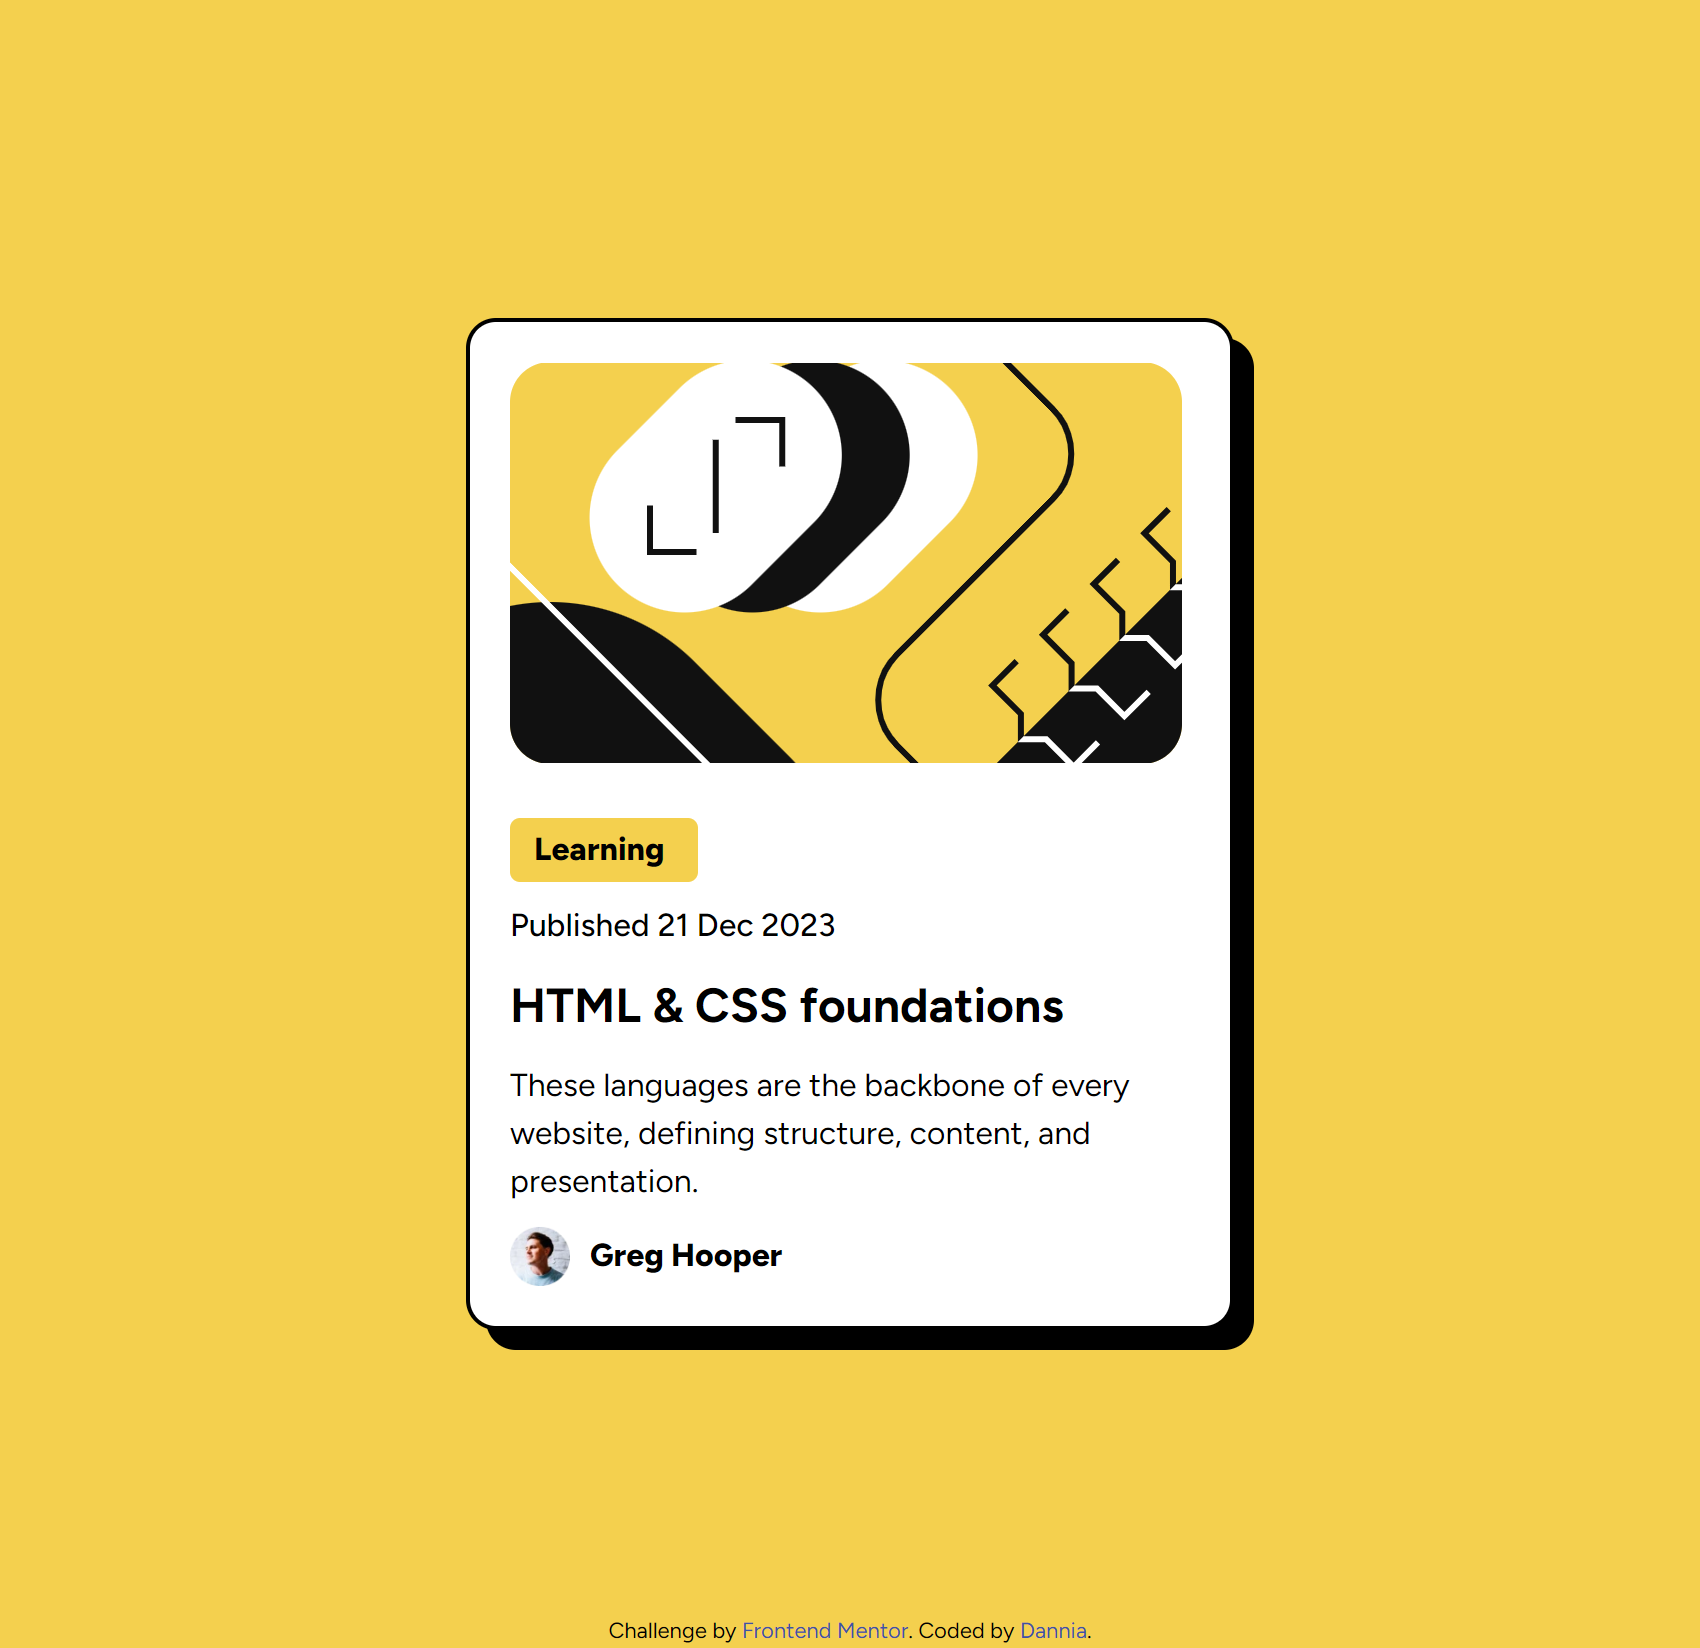 Learning
Published 21 Dec 2023
HTML & CSS foundations
These languages are the backbone of every
website, defining structure, content, and
presentation.
Greg Hooper
Challenge by Frontend Mentor. Coded by Dannia.